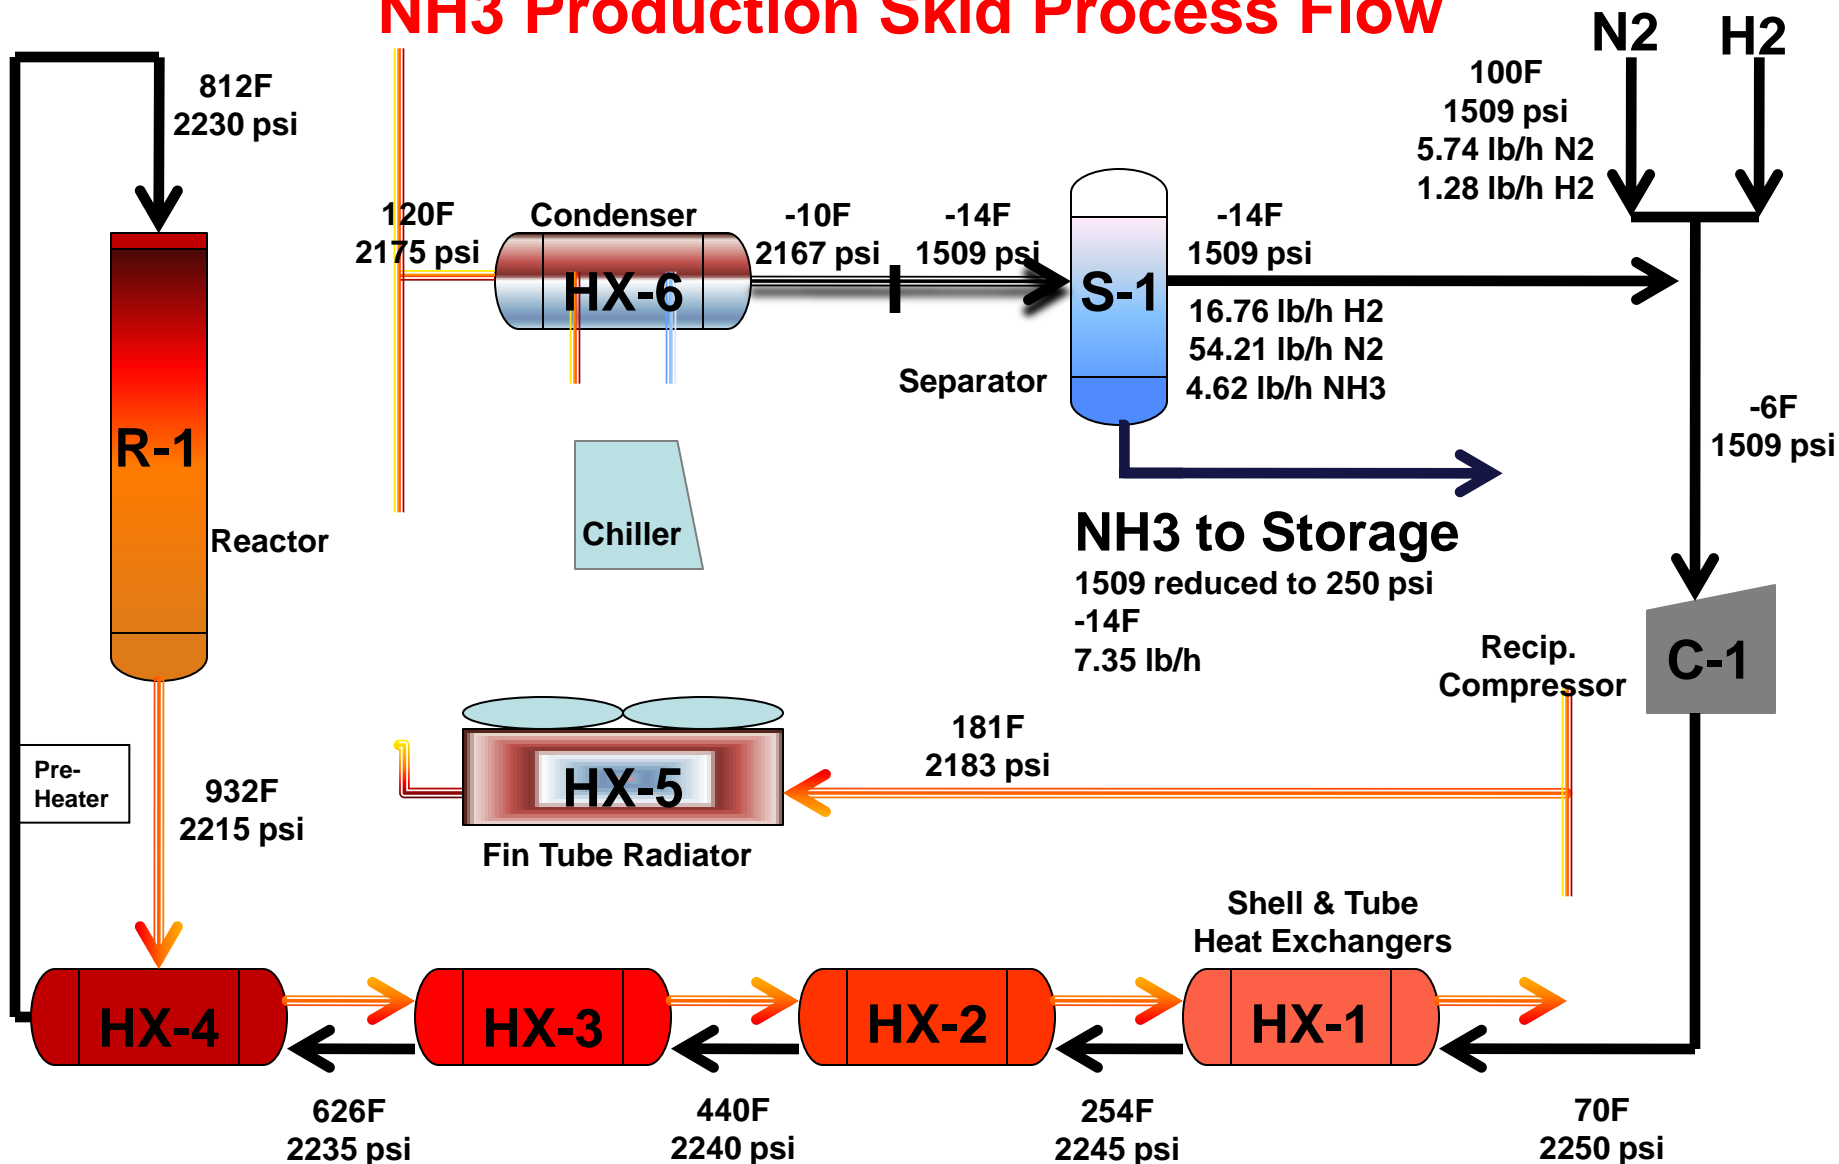 NH3 Production Skid Process Flow
N2
H2
812F
2230 psi
100F
1509 psi
5.74 lb/h N2
1.28 lb/h H2
120F
2175 psi
Condenser
HX-6
-10F
2167 psi
-14F
1509 psi
S-1
Separator
-14F
1509 psi
16.76 lb/h H2
54.21 lb/h N2
4.62 lb/h NH3
-6F
1509 psi
R-1
Reactor
Chiller
NH3 to Storage
1509 reduced to 250 psi
-14F
7.35 lb/h
Recip.
Compressor
C-1
Pre-
Heater
932F
2215 psi
HX-5
Fin Tube Radiator
181F
2183 psi
Shell & Tube
Heat Exchangers
HX-4
HX-3
HX-2
HX-1
626F
2235 psi
440F
2240 psi
254F
2245 psi
70F
2250 psi